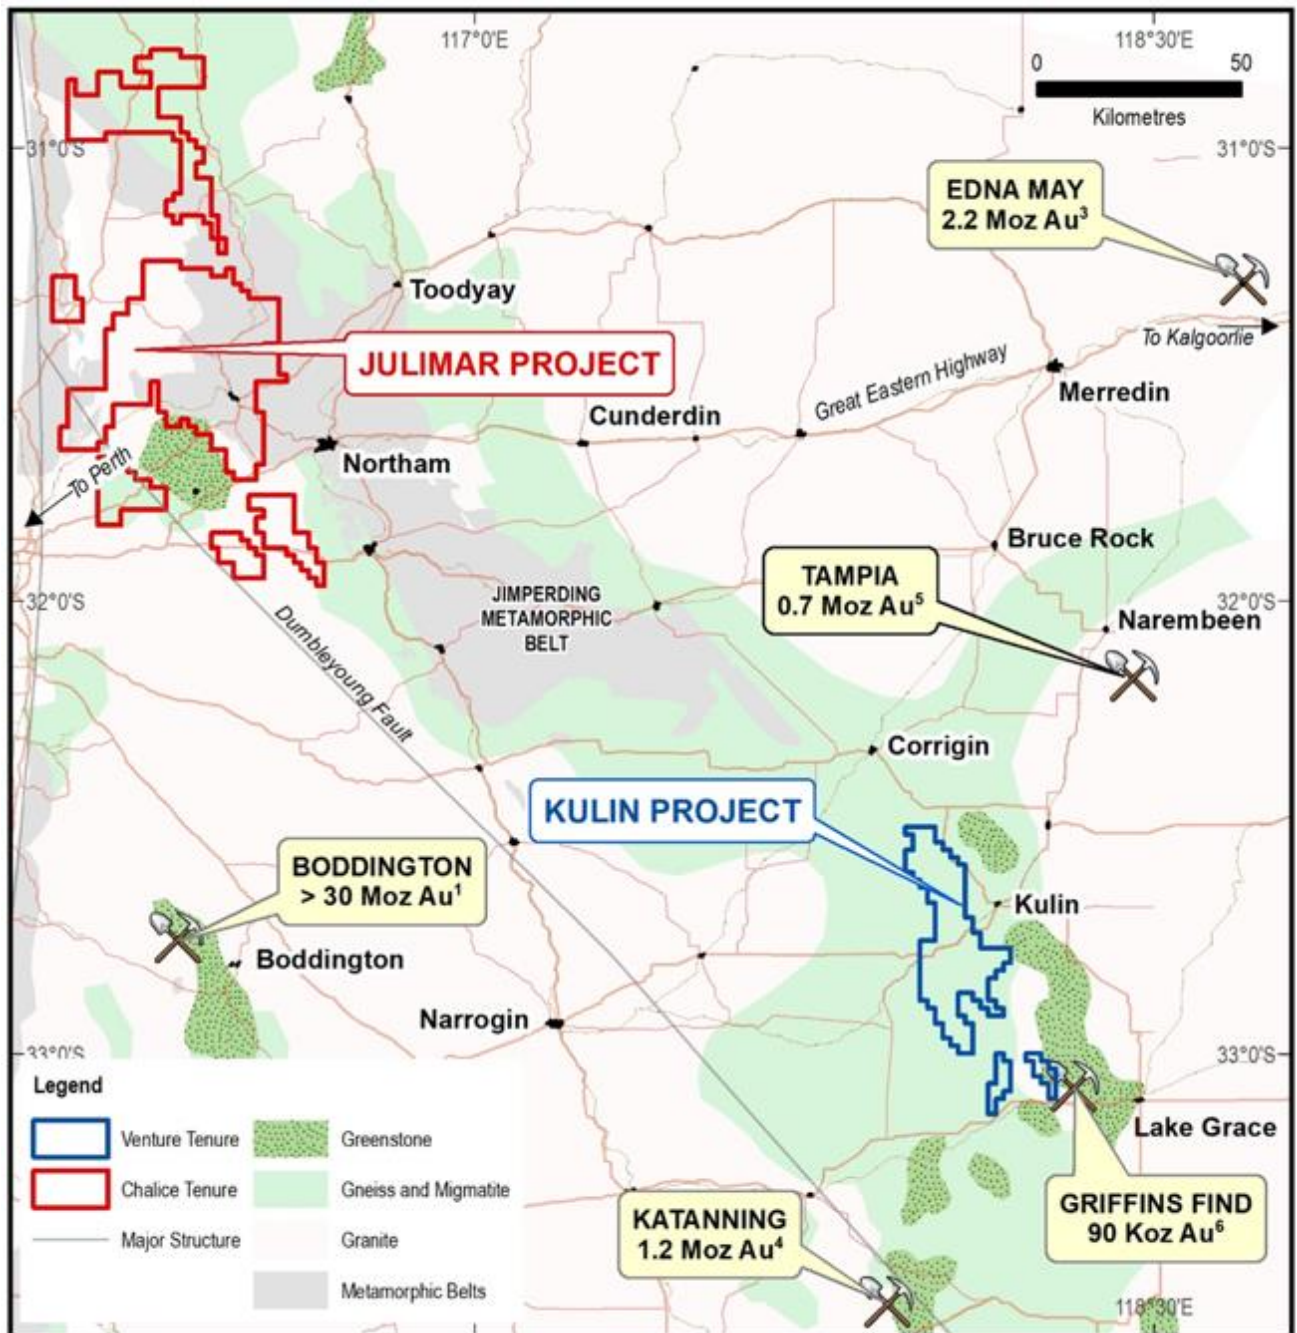 117°0'E
118°30'E
0 50
Kilometres
31°0'S
31°0'S
EDNA MAY
2.2 Moz Au³
Toodyay
To Kalgoorlie
JULIMAR PROJECT
Great Eastern Highway
Merredin
Cunderdin
Northam
To Perth
Bruce Rock
TAMPIA
0.7 Moz Au⁵
JIMPERDING
METAMORPHIC
BELT
32°0'S
Narembeen
Dumbleyoung Fault
Corrigin
KULIN PROJECT
BODDINGTON
> 30 Moz Au¹
Kulin
Boddington
Narrogin
33°0'S
33°0'S
Legend
Venture Tenure
Greenstone
Chalice Tenure
Gneiss and Migmatite
Major Structure
Granite
Metamorphic Belts
Lake Grace
GRIFFINS FIND
90 Koz Au⁶
KATANNING
1.2 Moz Au⁴
118°30'E